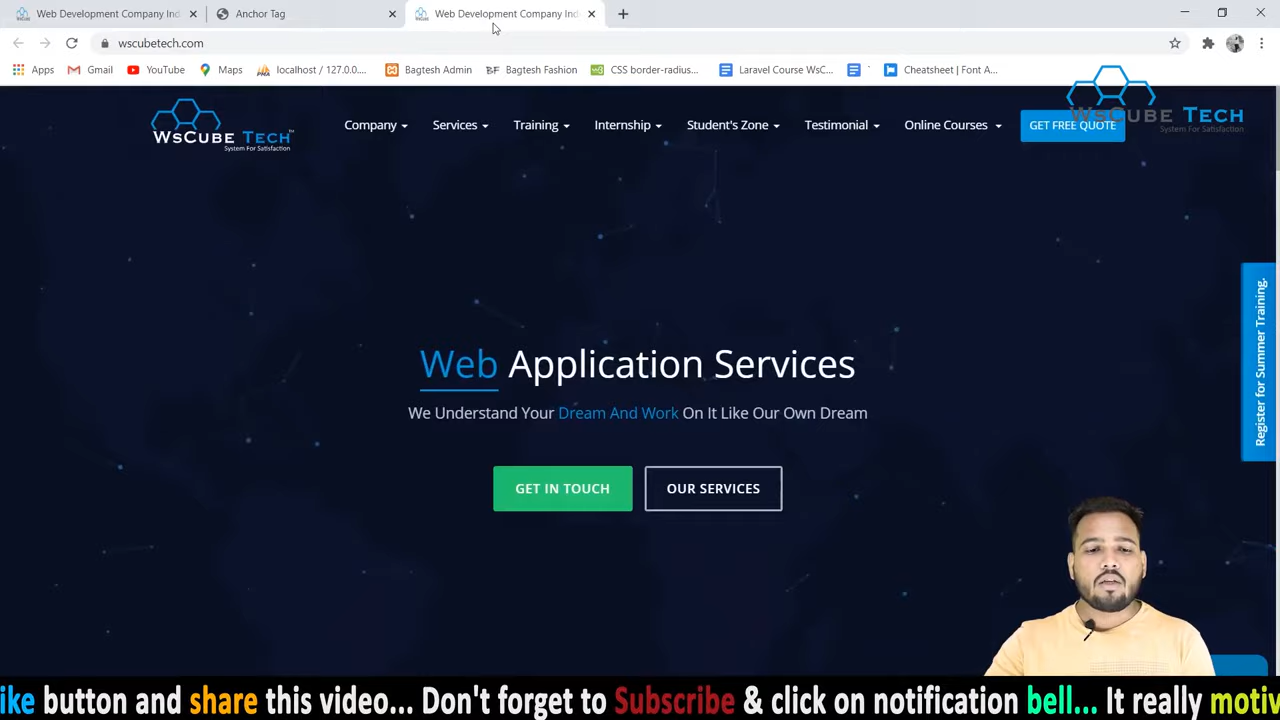 Web Development Company Ind
Anchor Tag
Web Development Company Ind
wscubetech.com
Apps
Gmail
YouTube
Maps
localhost / 127.0.0....
Bagtesh Admin
BF Bagtesh Fashion
CSS border-radius...
Laravel Course WsC...
Cheatsheet | Font A...
WsCube Tech
System For Satisfaction
Company
Services
Training
Internship
Student's Zone
Testimonial
Online Courses
GET FREE QUOTE
WsCube Tech
System For Satisfaction
Register for Summer Training.
Web Application Services
We Understand Your Dream And Work On It Like Our Own Dream
GET IN TOUCH
OUR SERVICES
ike button and share this video... Don't forget to Subscribe & click on notification bell... It really motiv